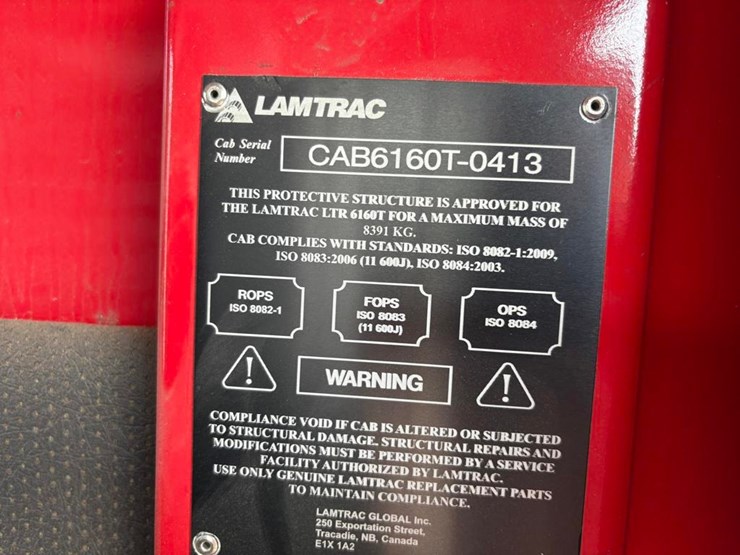 LAMTRAC
Cab Serial
Number
CAB6160T-0413
THIS PROTECTIVE STRUCTURE IS APPROVED FOR
THE LAMTRAC LTR 6160T FOR A MAXIMUM MASS OF
8391 KG.
CAB COMPLIES WITH STANDARDS: ISO 8082-1:2009,
ISO 8083:2006 (11 600J), ISO 8084:2003.
ROPS
ISO 8082-1
FOPS
ISO 8083
(11 600J)
OPS
ISO 8084
!
WARNING
!
COMPLIANCE VOID IF CAB IS ALTERED OR SUBJECTED
TO STRUCTURAL DAMAGE. STRUCTURAL REPAIRS AND
MODIFICATIONS MUST BE PERFORMED BY A SERVICE
FACILITY AUTHORIZED BY LAMTRAC.
USE ONLY GENUINE LAMTRAC REPLACEMENT PARTS
TO MAINTAIN COMPLIANCE.
LAMTRAC GLOBAL Inc.
250 Exportation Street,
Tracadie, NB, Canada
E1X 1A2